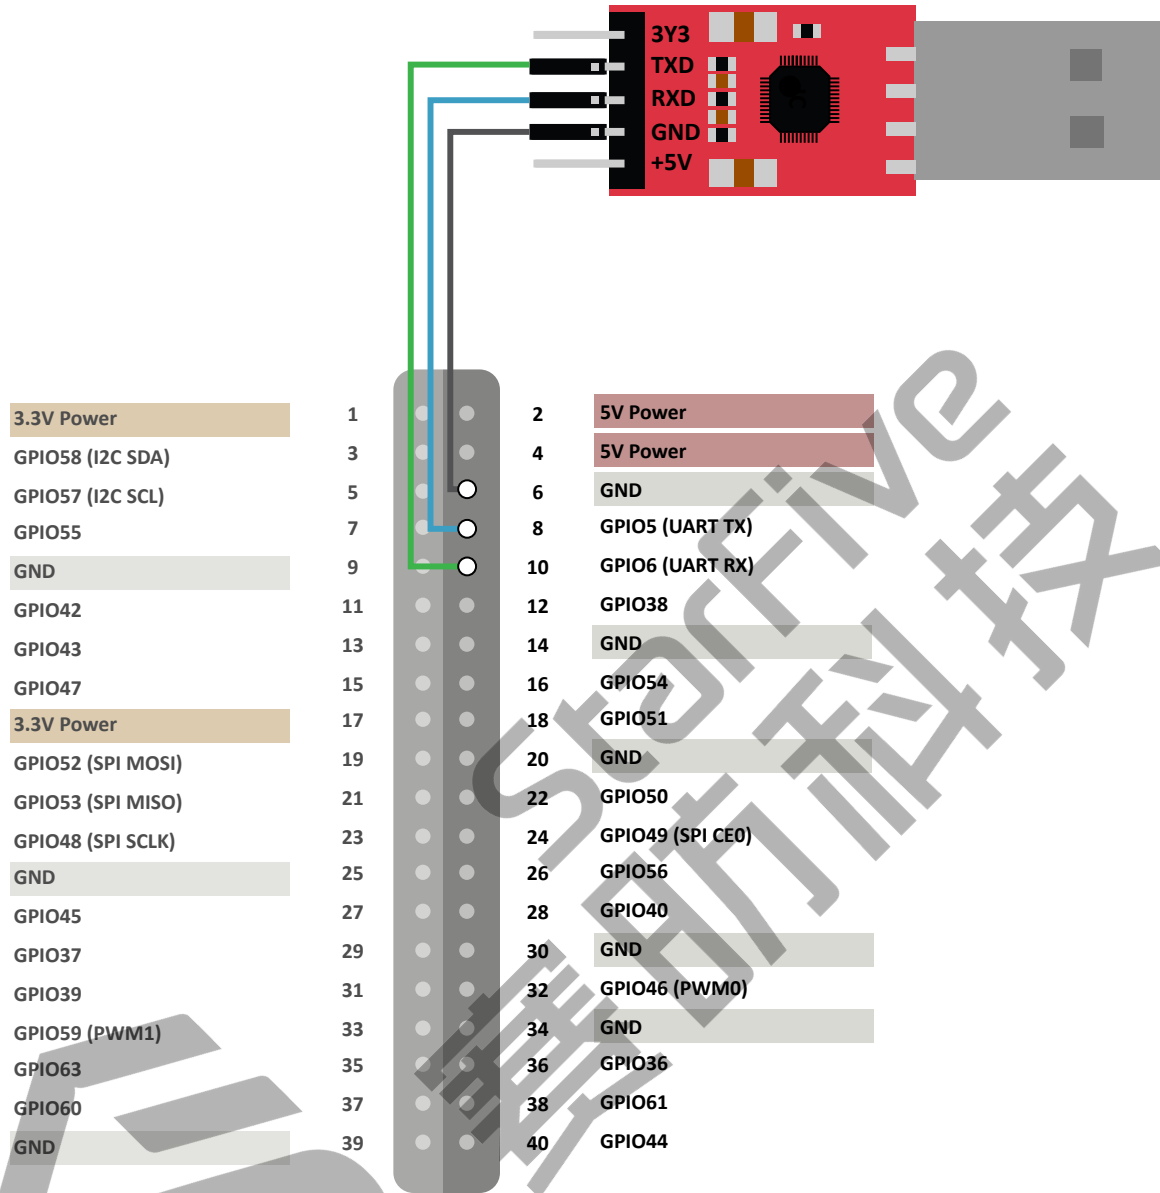 3Y3
TXD
RXD
GND
+5V
3.3V Power 1 2 5V Power
GPIO58 (I2C SDA) 3 4 5V Power
GPIO57 (I2C SCL) 5 6 GND
GPIO55 7 8 GPIO5 (UART TX)
GND 9 10 GPIO6 (UART RX)
GPIO42 11 12 GPIO38
GPIO43 13 14 GND
GPIO47 15 16 GPIO54
3.3V Power 17 18 GPIO51
GPIO52 (SPI MOSI) 19 20 GND
GPIO53 (SPI MISO) 21 22 GPIO50
GPIO48 (SPI SCLK) 23 24 GPIO49 (SPI CE0)
GND 25 26 GPIO56
GPIO45 27 28 GPIO40
GPIO37 29 30 GND
GPIO39 31 32 GPIO46 (PWM0)
GPIO59 (PWM1) 33 34 GND
GPIO63 35 36 GPIO36
GPIO60 37 38 GPIO61
GND 39 40 GPIO44
StarFive
赛昉科技